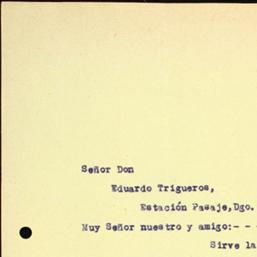 Señor Don
Eduardo Trigueros,
Estación Pasaje,Dgo.
Muy Señor nuestro y amigo:- -
Sirve la